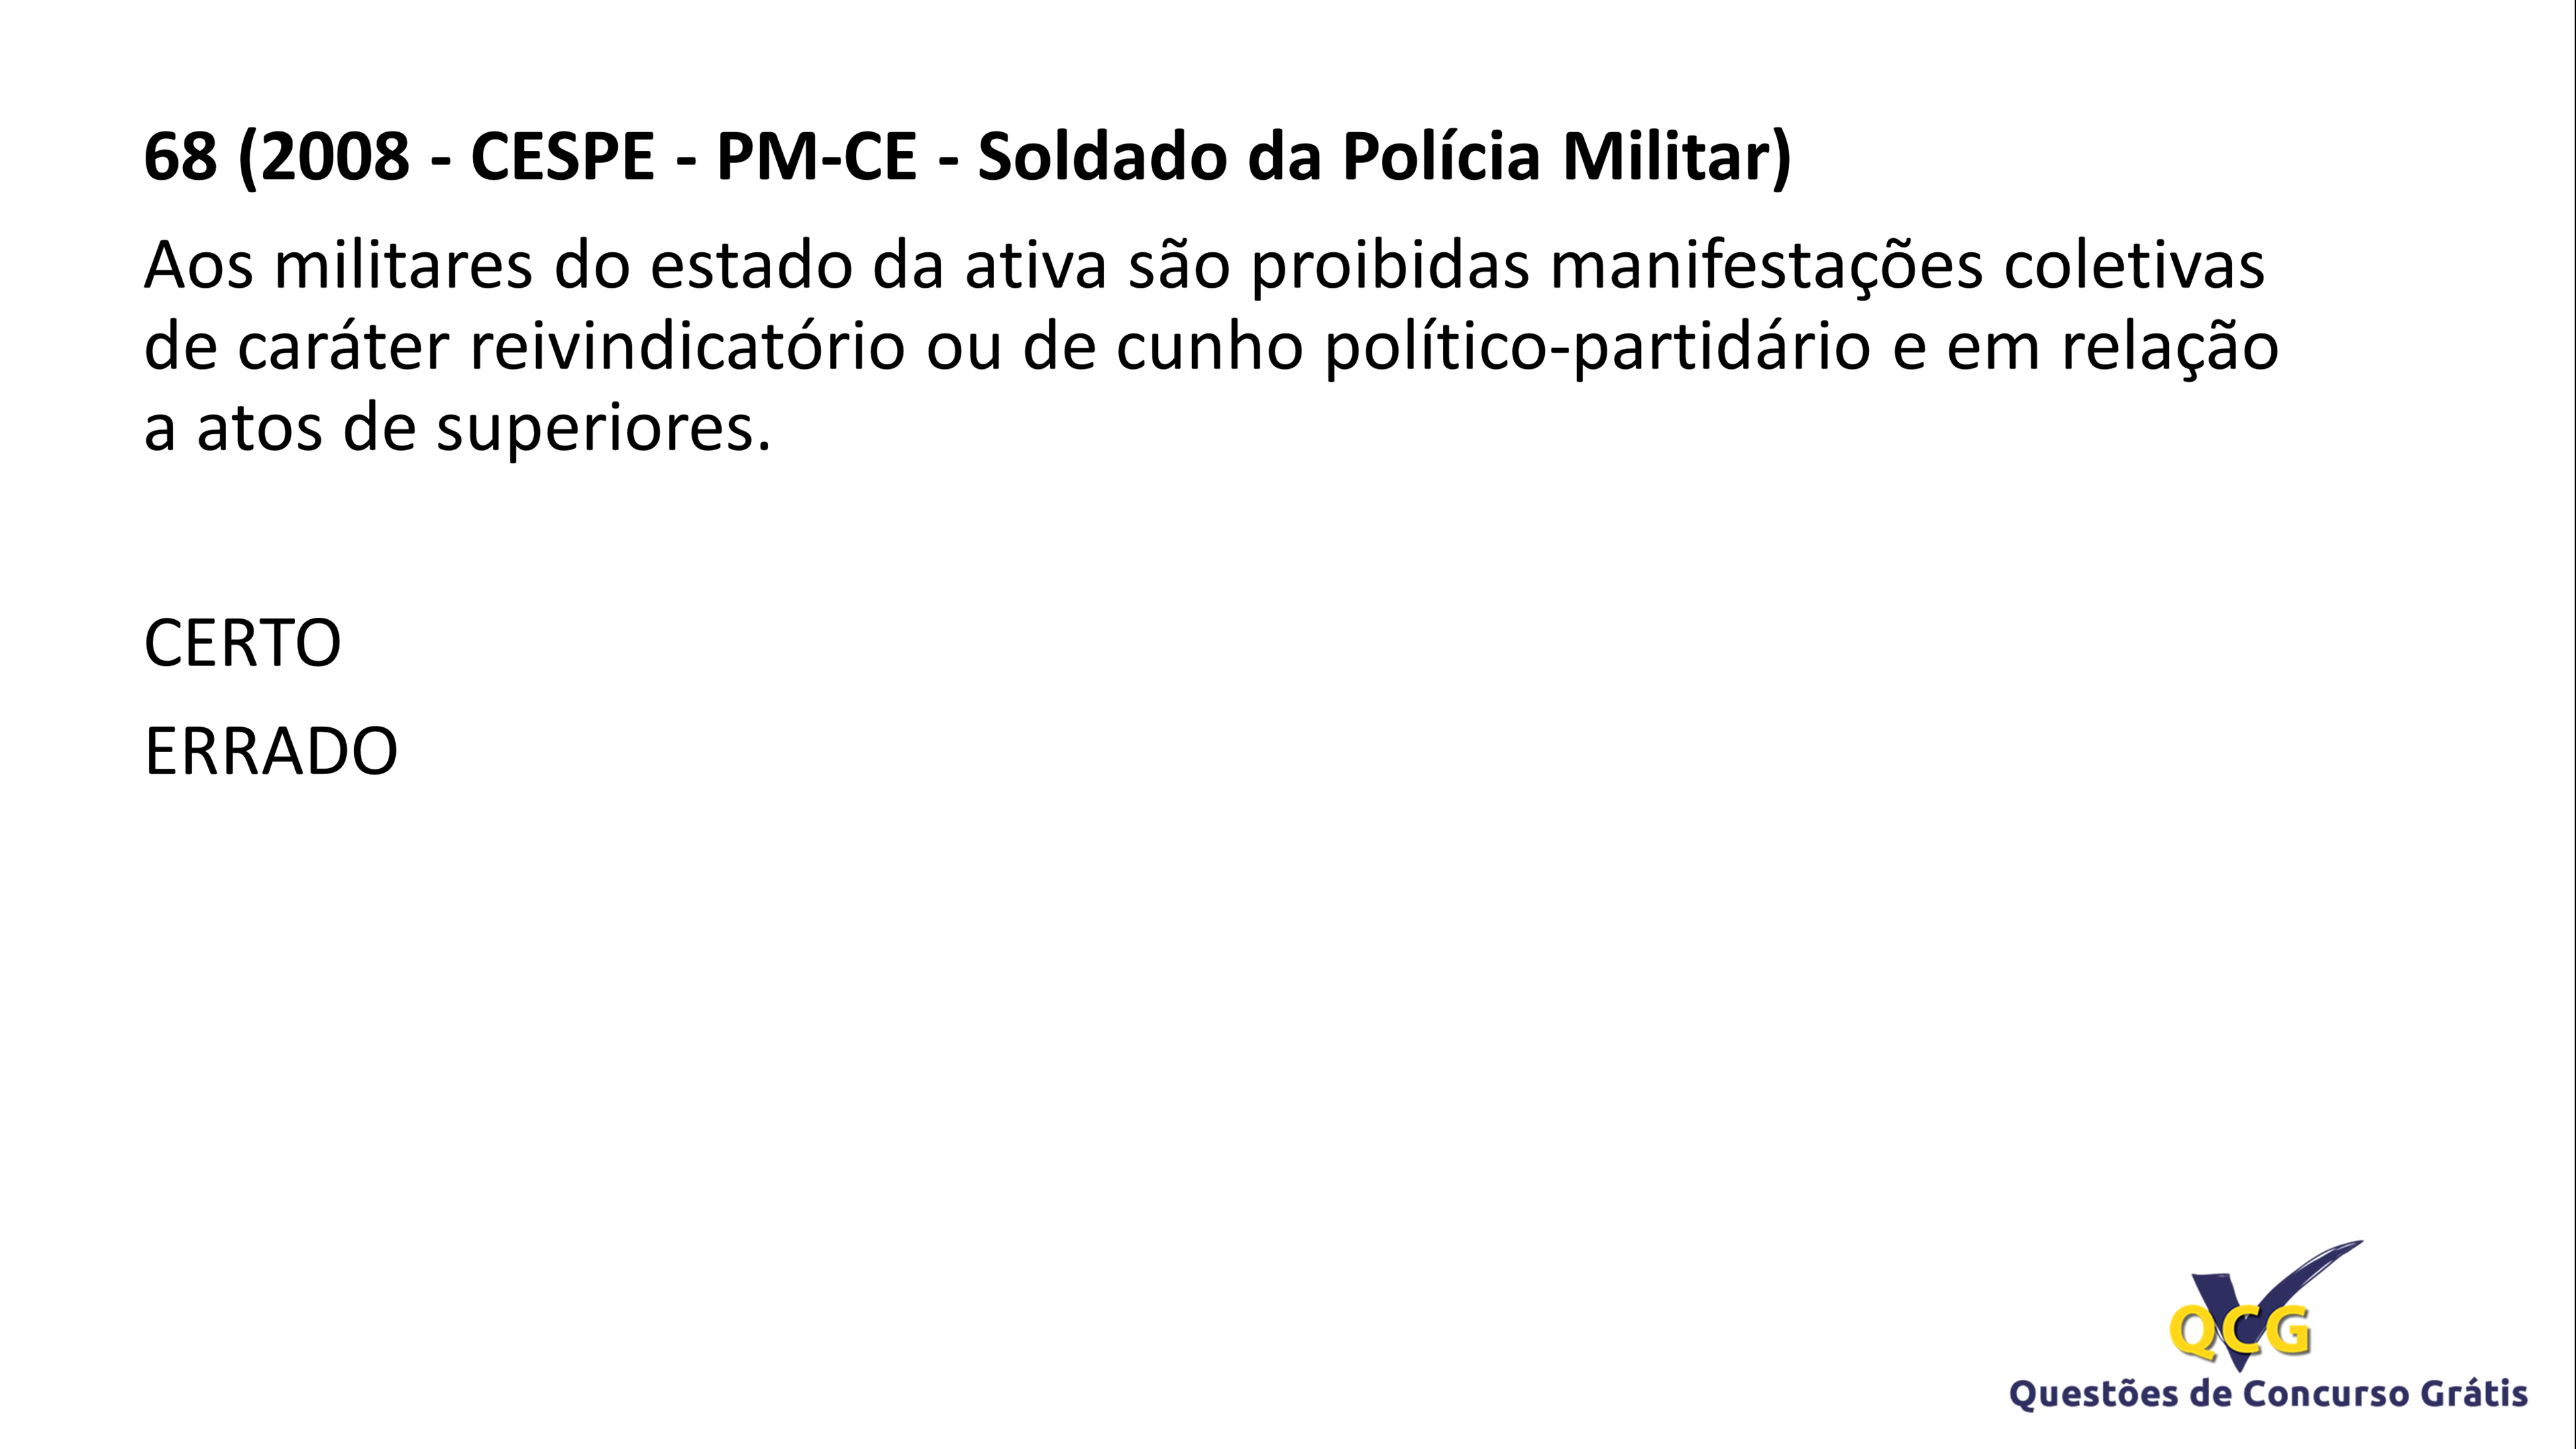 68 (2008 - CESPE - PM-CE - Soldado da Polícia Militar)
Aos militares do estado da ativa são proibidas manifestações coletivas
de caráter reivindicatório ou de cunho político-partidário e em relação
a atos de superiores.
CERTO
ERRADO
QCG
Questões de Concurso Grátis